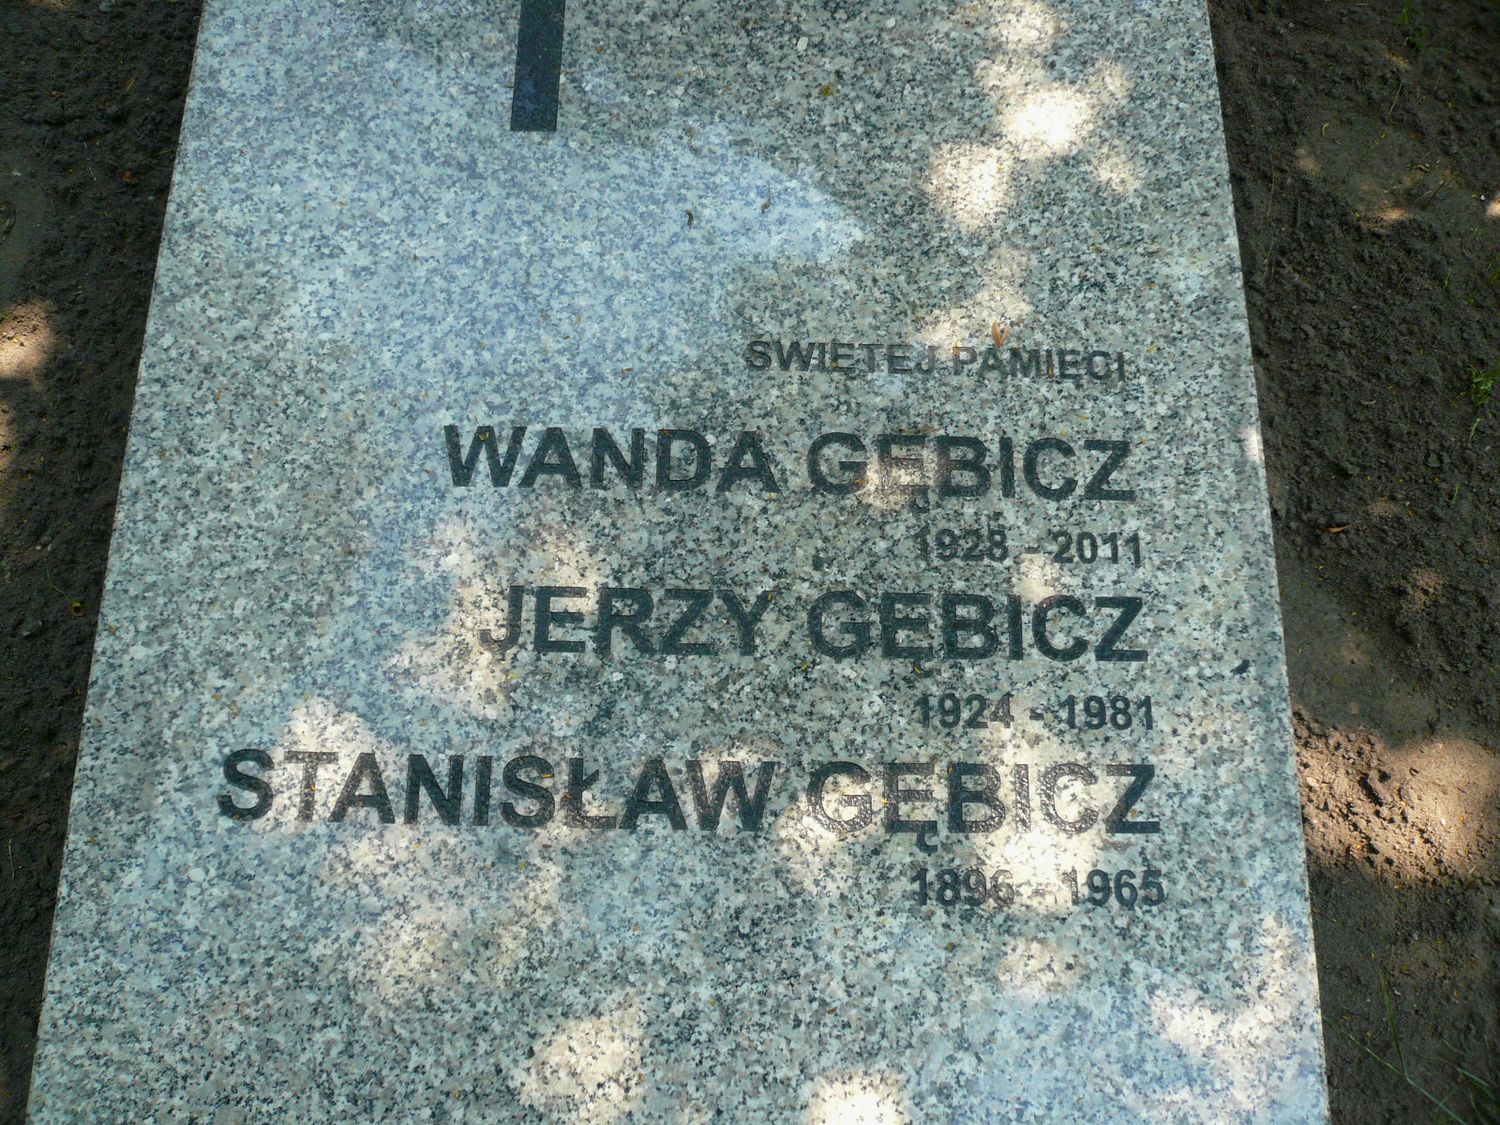 ŚWIĘTEJ PAMIĘCI
WANDA GĘBICZ
1928 - 2011
JERZY GĘBICZ
1924 - 1981
STANISŁAW GĘBICZ
1896 - 1965